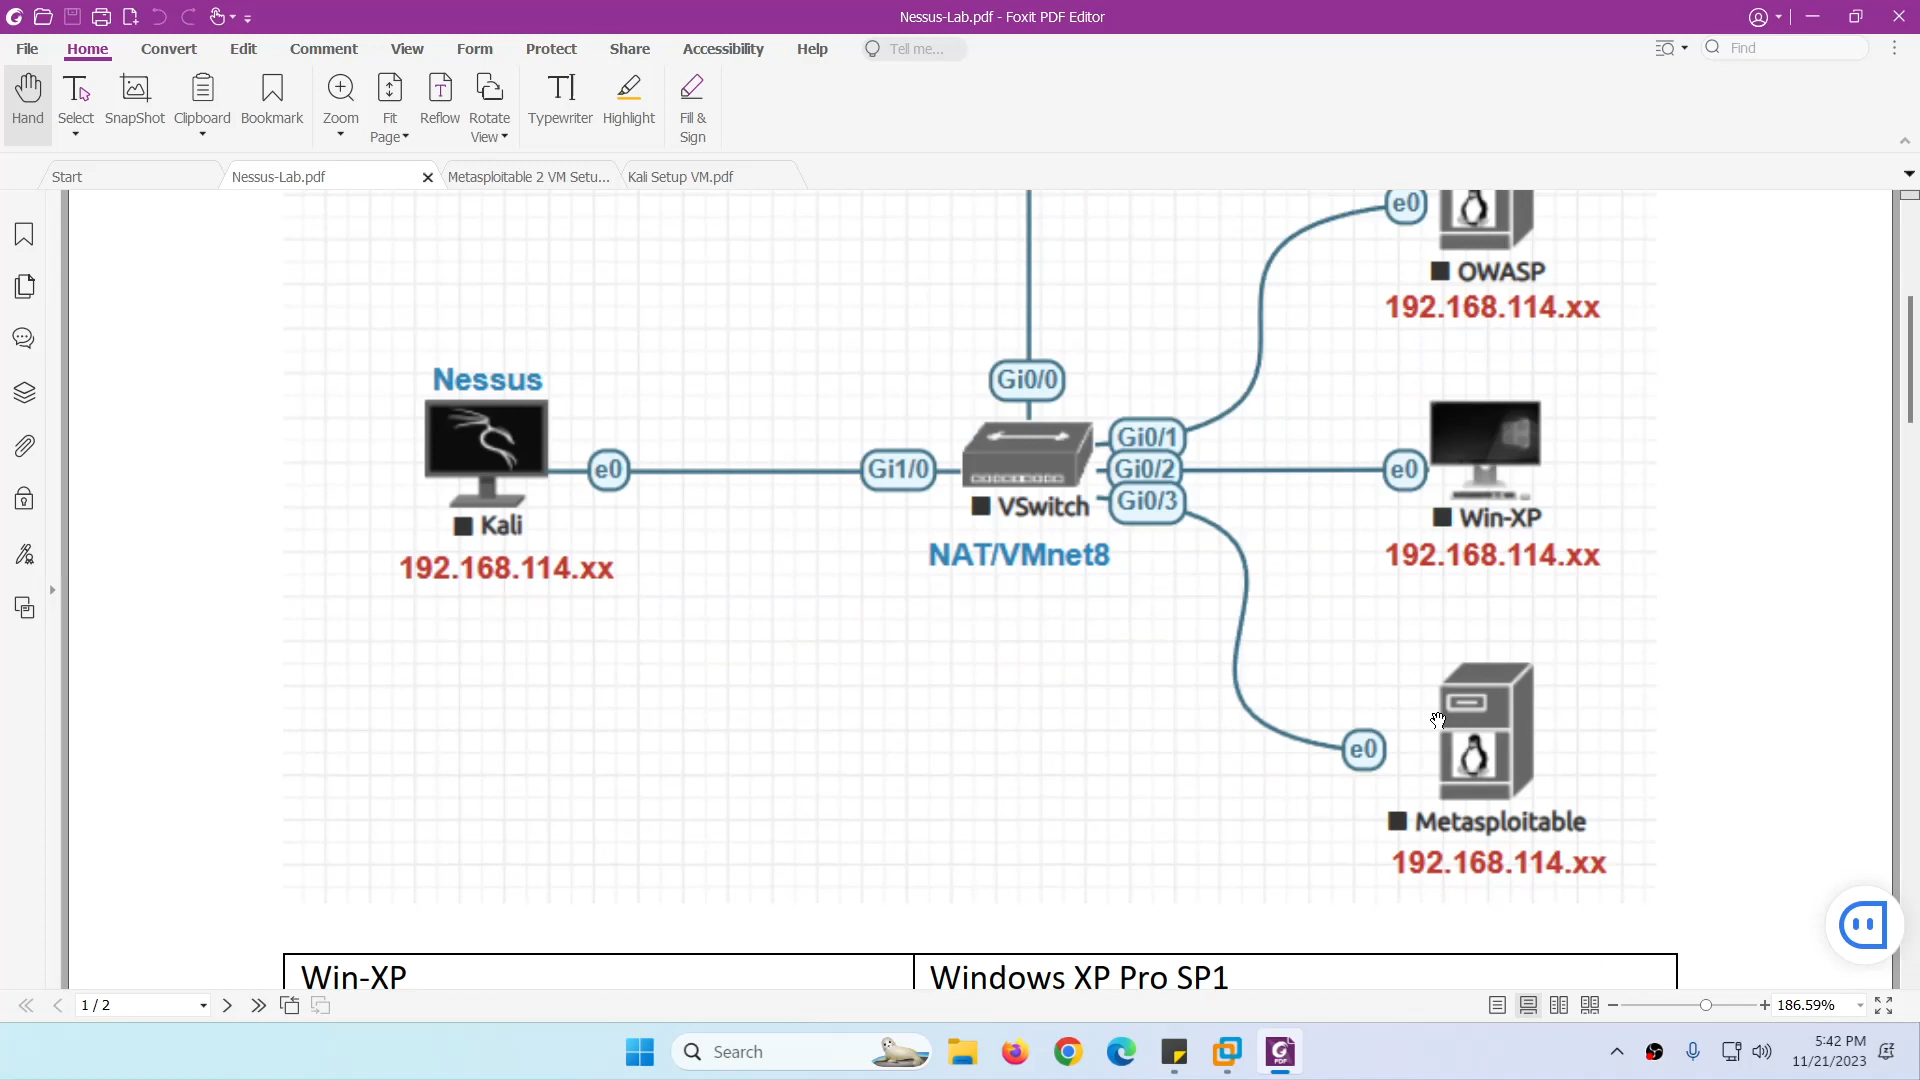 Nessus-Lab.pdf - Foxit PDF Editor
File Home Convert Edit Comment View Form Protect Share Accessibility Help Tell me... Find
Hand Select SnapShot Clipboard Bookmark Zoom Fit Page Reflow Rotate View Typewriter Highlight Fill & Sign
Start Nessus-Lab.pdf Metasploitable 2 VM Setu... Kali Setup VM.pdf
e0
OWASP
192.168.114.xx
Nessus
Gi0/0
Gi0/1
e0 Gi1/0 Gi0/2 e0
Gi0/3
Kali
VSwitch
Win-XP
192.168.114.xx
NAT/VMnet8
192.168.114.xx
e0
Metasploitable
192.168.114.xx
Win-XP Windows XP Pro SP1
1 / 2 186.59%
Search
PDF
5:42 PM
11/21/2023